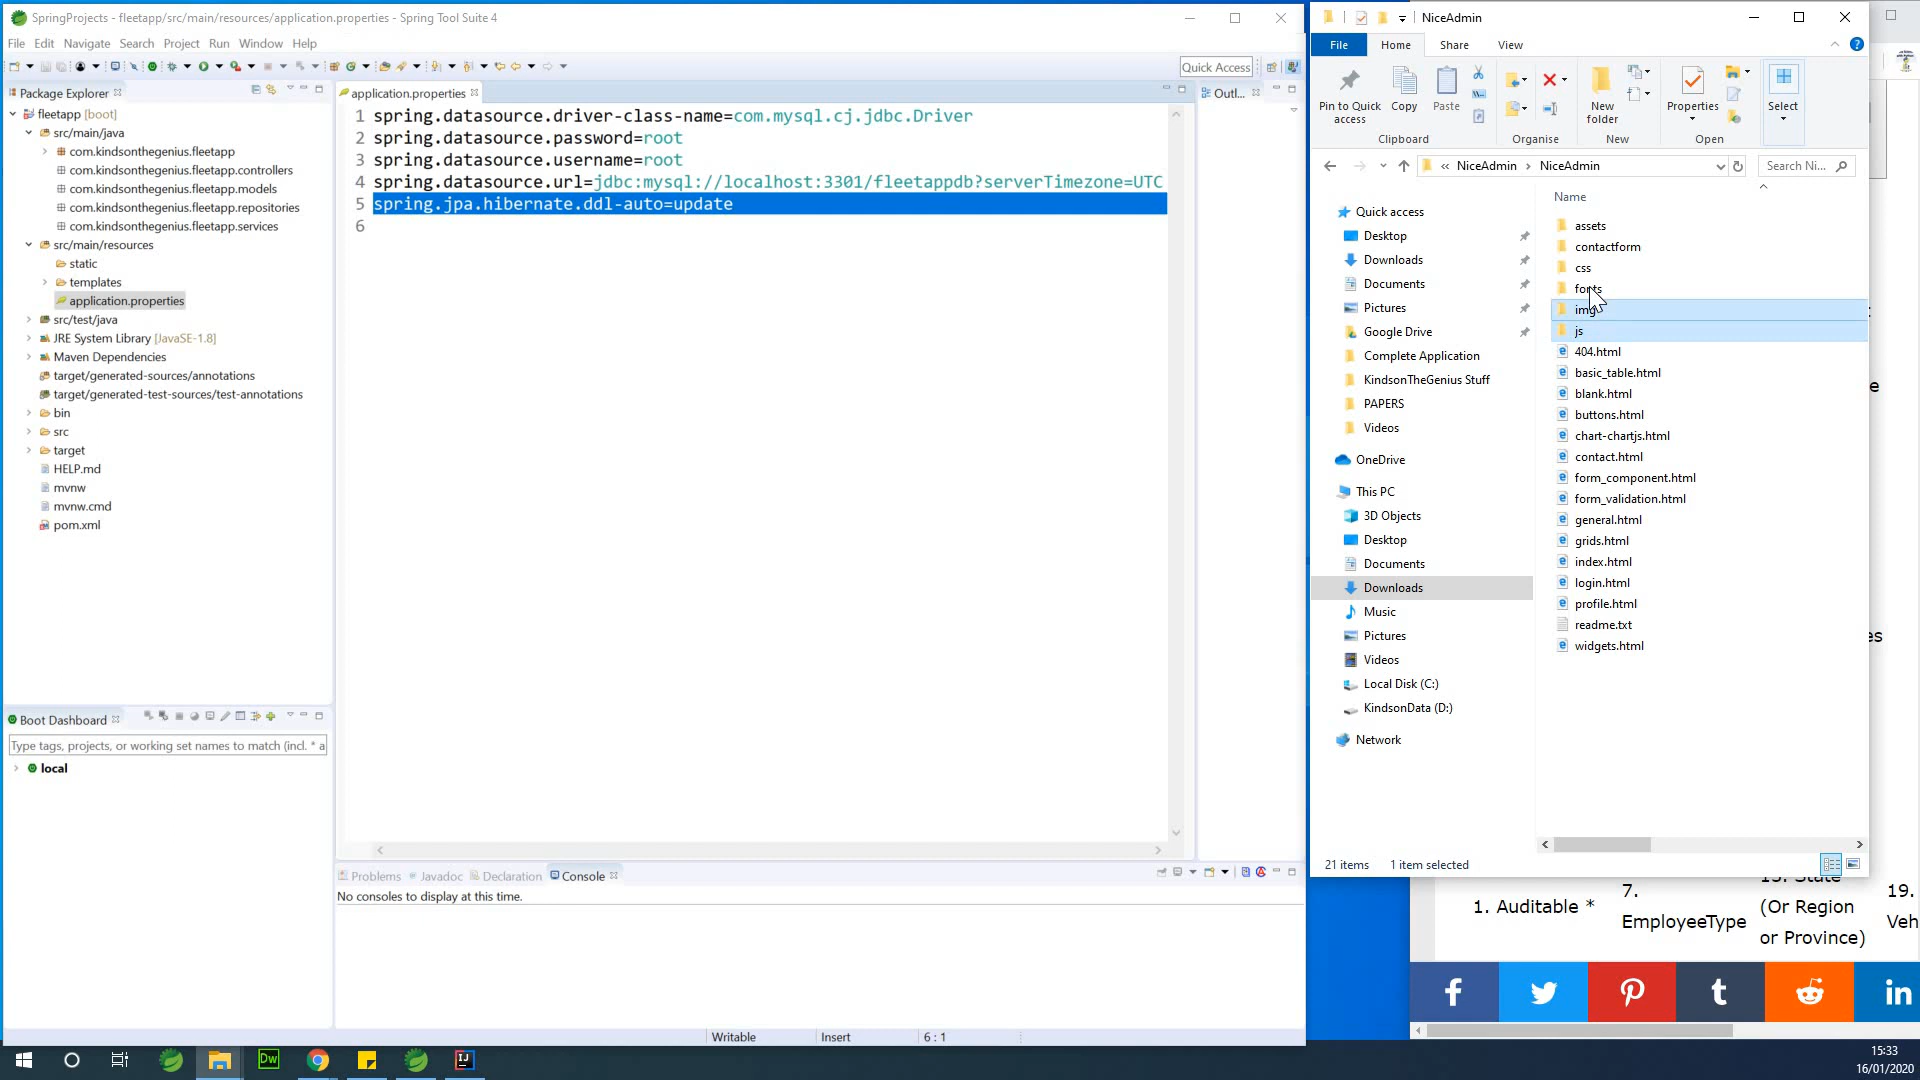 SpringProjects - fleetapp/src/main/resources/application.properties - Spring Tool Suite 4
File Edit Navigate Search Project Run Window Help
Quick Access
Package Explorer
fleetapp [boot]
src/main/java
com.kindsonthegenius.fleetapp
com.kindsonthegenius.fleetapp.controllers
com.kindsonthegenius.fleetapp.models
com.kindsonthegenius.fleetapp.repositories
com.kindsonthegenius.fleetapp.services
src/main/resources
static
templates
application.properties
src/test/java
JRE System Library [JavaSE-1.8]
Maven Dependencies
target/generated-sources/annotations
target/generated-test-sources/test-annotations
bin
src
target
HELP.md
mvnw
mvnw.cmd
pom.xml
Boot Dashboard
Type tags, projects, or working set names to match (incl. * a
local
application.properties
1 spring.datasource.driver-class-name=com.mysql.cj.jdbc.Driver
2 spring.datasource.password=root
3 spring.datasource.username=root
4 spring.datasource.url=jdbc:mysql://localhost:3301/fleetappdb?serverTimezone=UTC
5 spring.jpa.hibernate.ddl-auto=update
6
Outl...
Problems Javadoc Declaration Console
No consoles to display at this time.
Writable Insert 6 : 1
NiceAdmin
File Home Share View
Pin to Quick access
Copy
Paste
Clipboard
Organise
New folder
New
Properties
Open
Select
« NiceAdmin › NiceAdmin
Search Ni...
Quick access
Desktop
Downloads
Documents
Pictures
Google Drive
Complete Application
KindsonTheGenius Stuff
PAPERS
Videos
OneDrive
This PC
3D Objects
Desktop
Documents
Downloads
Music
Pictures
Videos
Local Disk (C:)
KindsonData (D:)
Network
Name
assets
contactform
css
fonts
img
js
404.html
basic_table.html
blank.html
buttons.html
chart-chartjs.html
contact.html
form_component.html
form_validation.html
general.html
grids.html
index.html
login.html
profile.html
readme.txt
widgets.html
21 items 1 item selected
e
es
1. Auditable *
7.
EmployeeType
13. State
(Or Region
or Province)
19.
Veh
Dw
IJ
15:33
16/01/2020